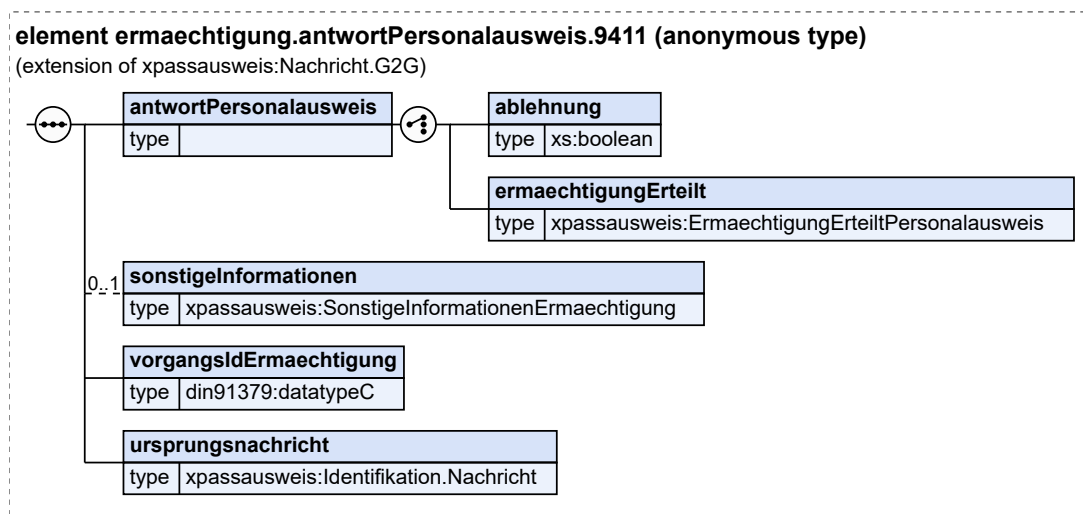 element ermaechtigung.antwortPersonalausweis.9411 (anonymous type)
(extension of xpassausweis:Nachricht.G2G)
antwortPersonalausweis
type
ablehnung
type xs:boolean
ermaechtigungErteilt
type xpassausweis:ErmaechtigungErteiltPersonalausweis
0..1
sonstigeInformationen
type xpassausweis:SonstigeInformationenErmaechtigung
vorgangsIdErmaechtigung
type din91379:datatypeC
ursprungsnachricht
type xpassausweis:Identifikation.Nachricht